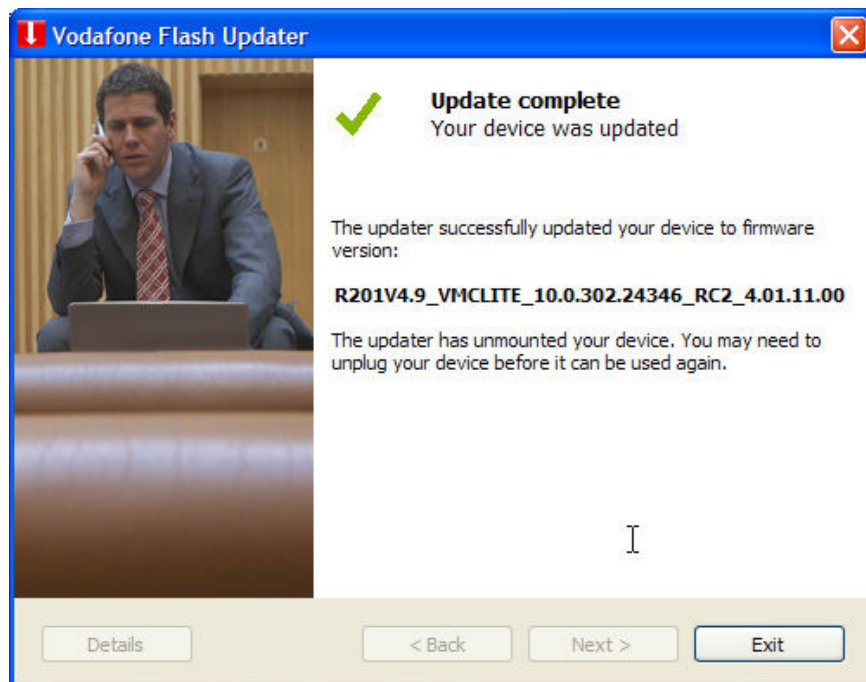 Vodafone Flash Updater
Update complete
Your device was updated
The updater successfully updated your device to firmware
version:
R201V4.9_VMCLITE_10.0.302.24346_RC2_4.01.11.00
The updater has unmounted your device. You may need to
unplug your device before it can be used again.
Details
< Back
Next >
Exit